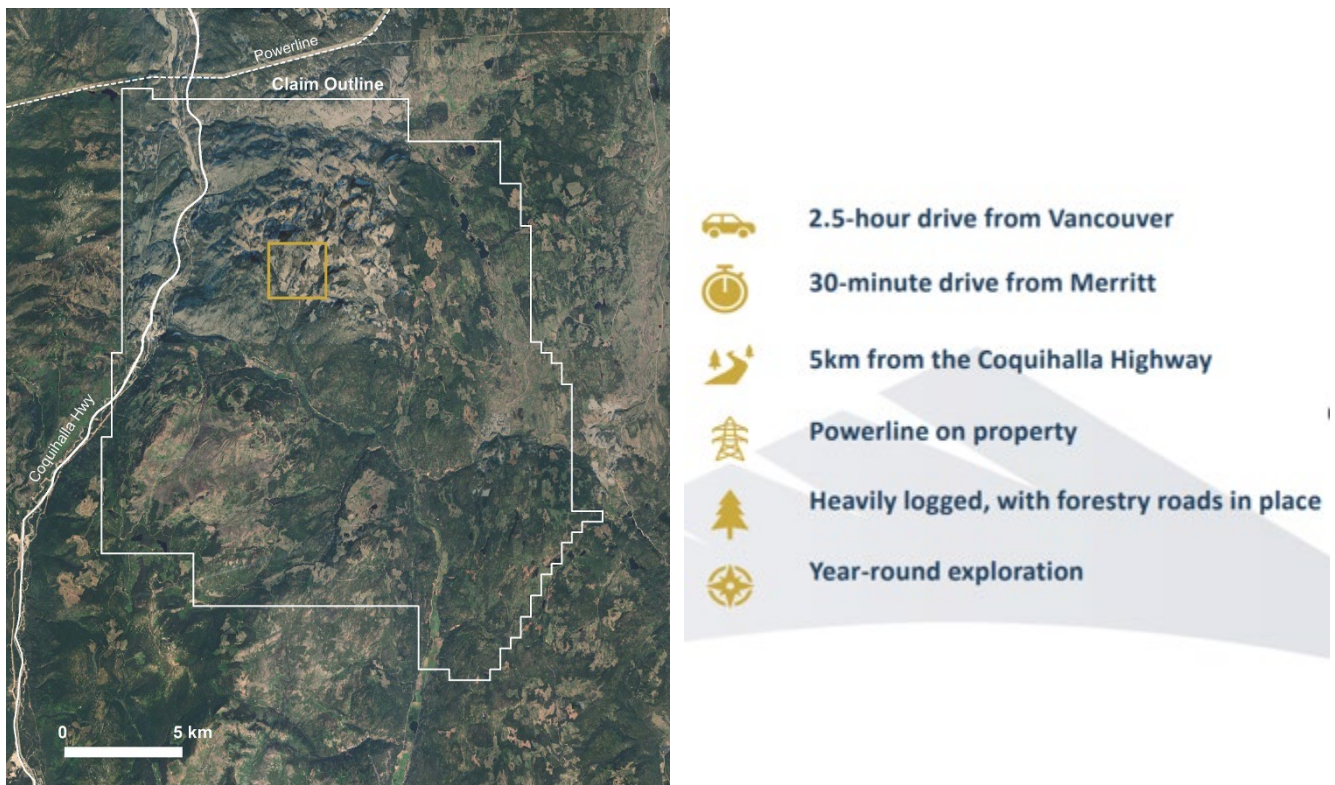 Powerline
Claim Outline
Coquihalla Hwy
0 5 km
2.5-hour drive from Vancouver
30-minute drive from Merritt
5km from the Coquihalla Highway
Powerline on property
Heavily logged, with forestry roads in place
Year-round exploration